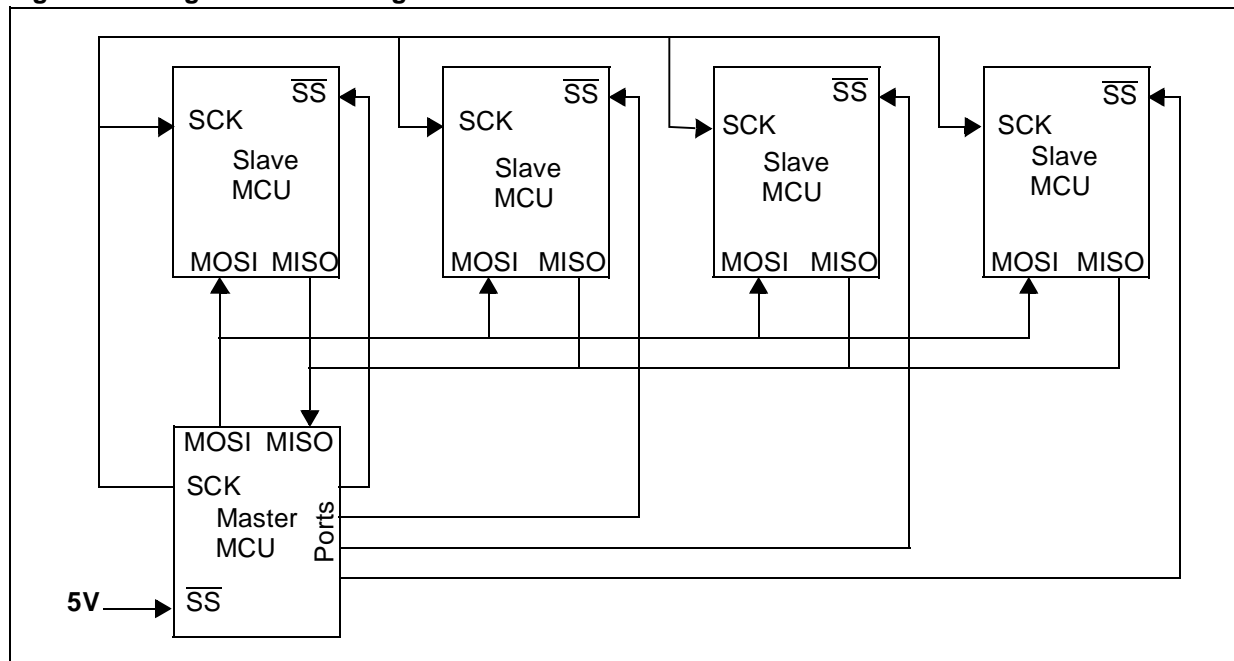 SS SS SS SS
SCK SCK SCK SCK
Slave MCU
Slave MCU
Slave MCU
Slave MCU
MOSI MISO MOSI MISO MOSI MISO MOSI MISO
MOSI MISO
SCK
Master
MCU
Ports
5V SS